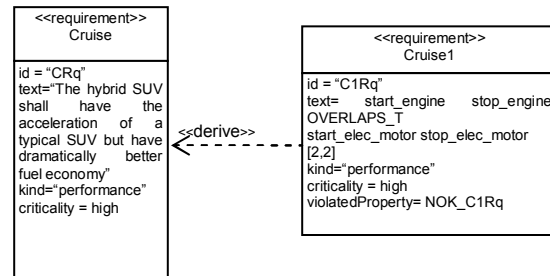 <<requirement>>
Cruise
id = “CRq”
text=“The hybrid SUV
shall have the
acceleration of a
typical SUV but have
dramatically better
fuel economy”
kind=“performance”
criticality = high
<<derive>>
<<requirement>>
Cruise1
id = “C1Rq”
text= start_engine stop_engine
OVERLAPS_T
start_elec_motor stop_elec_motor
[2,2]
kind=“performance”
criticality = high
violatedProperty= NOK_C1Rq